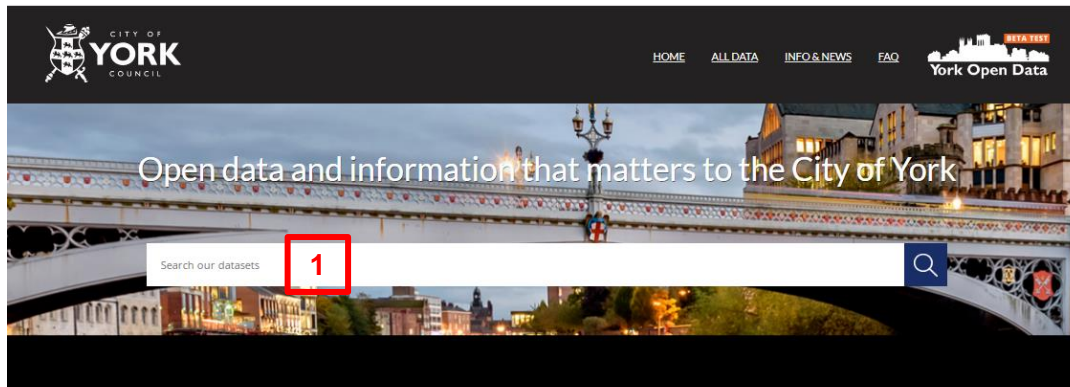 CITY OF
YORK
COUNCIL
HOME ALL DATA INFO & NEWS FAQ
BETA TEST
York Open Data
Open data and information that matters to the City of York
Search our datasets
1